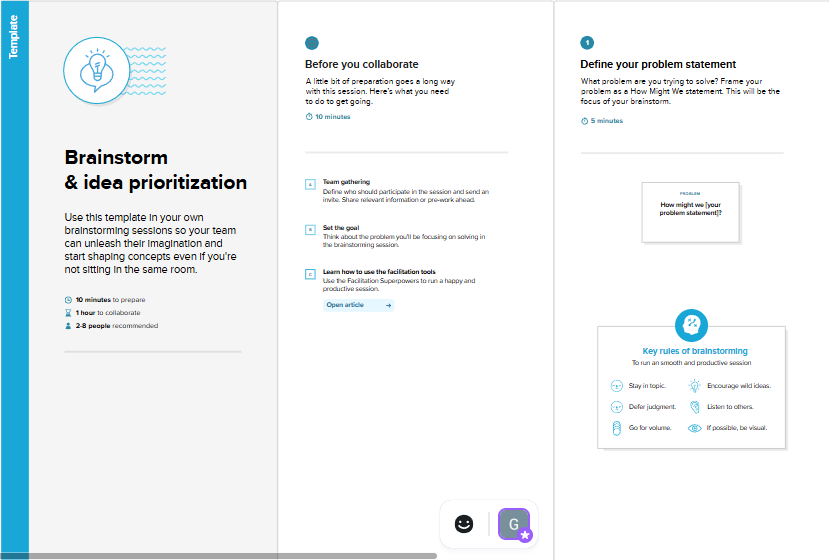 Template
Brainstorm
& idea prioritization
Use this template in your own
brainstorming sessions so your team
can unleash their imagination and
start shaping concepts even if you're
not sitting in the same room.
10 minutes to prepare
1 hour to collaborate
2-8 people recommended
Before you collaborate
A little bit of preparation goes a long way
with this session. Here's what you need
to do to get going.
10 minutes
A
Team gathering
Define who should participate in the session and send an
invite. Share relevant information or pre-work ahead.
B
Set the goal
Think about the problem you'll be focusing on solving in
the brainstorming session.
C
Learn how to use the facilitation tools
Use the Facilitation Superpowers to run a happy and
productive session.
Open article
1
Define your problem statement
What problem are you trying to solve? Frame your
problem as a How Might We statement. This will be the
focus of your brainstorm.
5 minutes
PROBLEM
How might we [your
problem statement]?
Key rules of brainstorming
To run an smooth and productive session
Stay in topic.
Encourage wild ideas.
Defer judgment.
Listen to others.
Go for volume.
If possible, be visual.
G